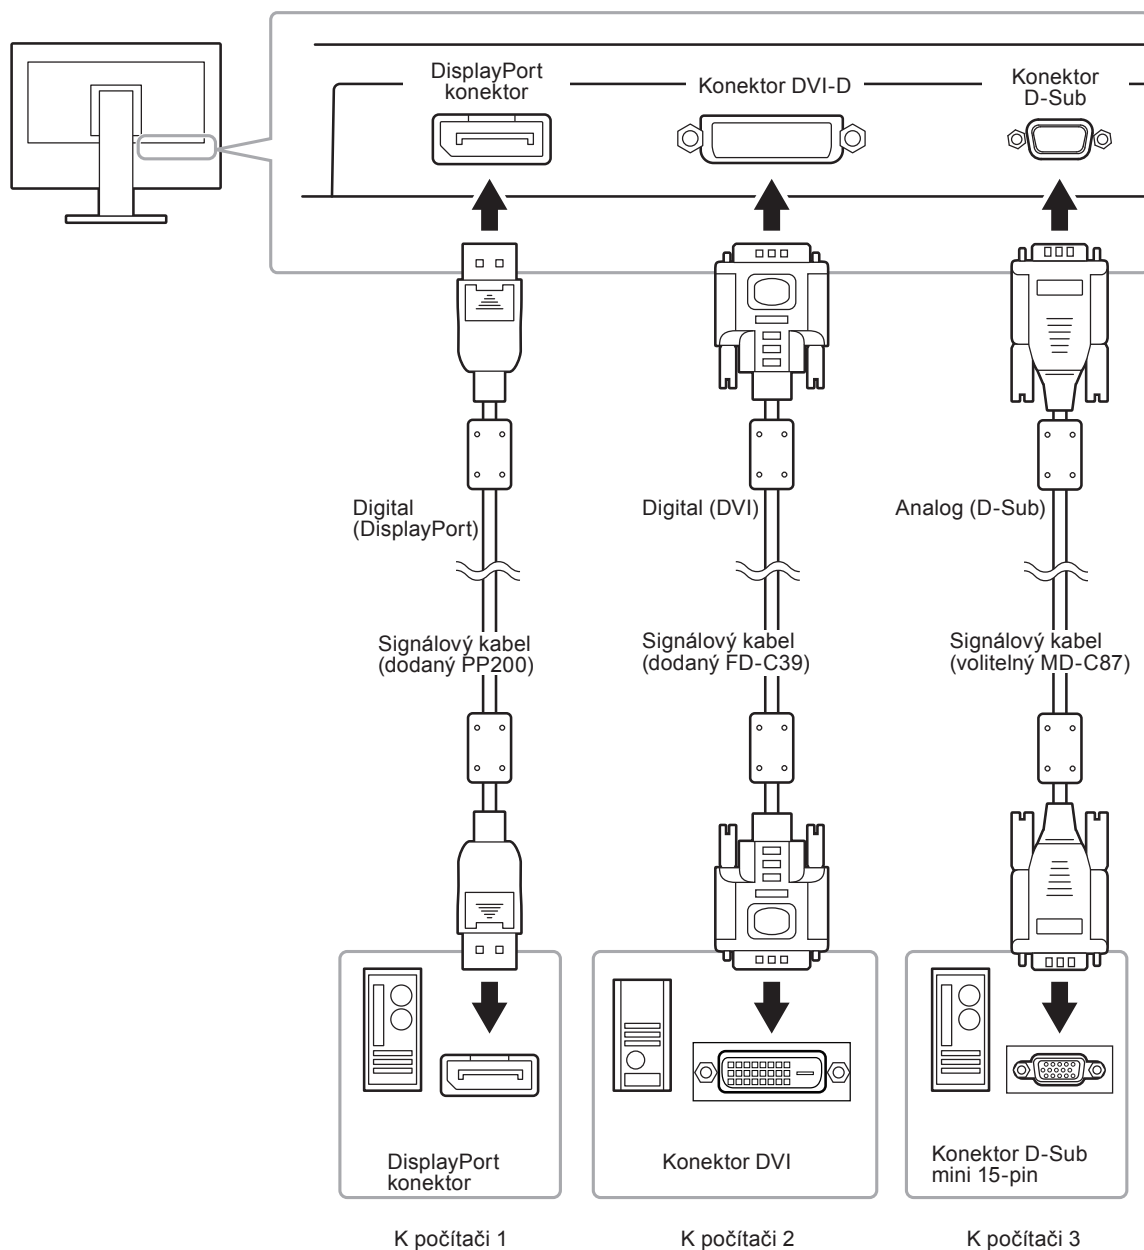 DisplayPort
konektor
Konektor DVI-D
Konektor
D-Sub
Digital
(DisplayPort)
Digital (DVI)
Analog (D-Sub)
Signálový kabel
(dodaný PP200)
Signálový kabel
(dodaný FD-C39)
Signálový kabel
(volitelný MD-C87)
DisplayPort
konektor
Konektor DVI
Konektor D-Sub
mini 15-pin
K počítači 1
K počítači 2
K počítači 3